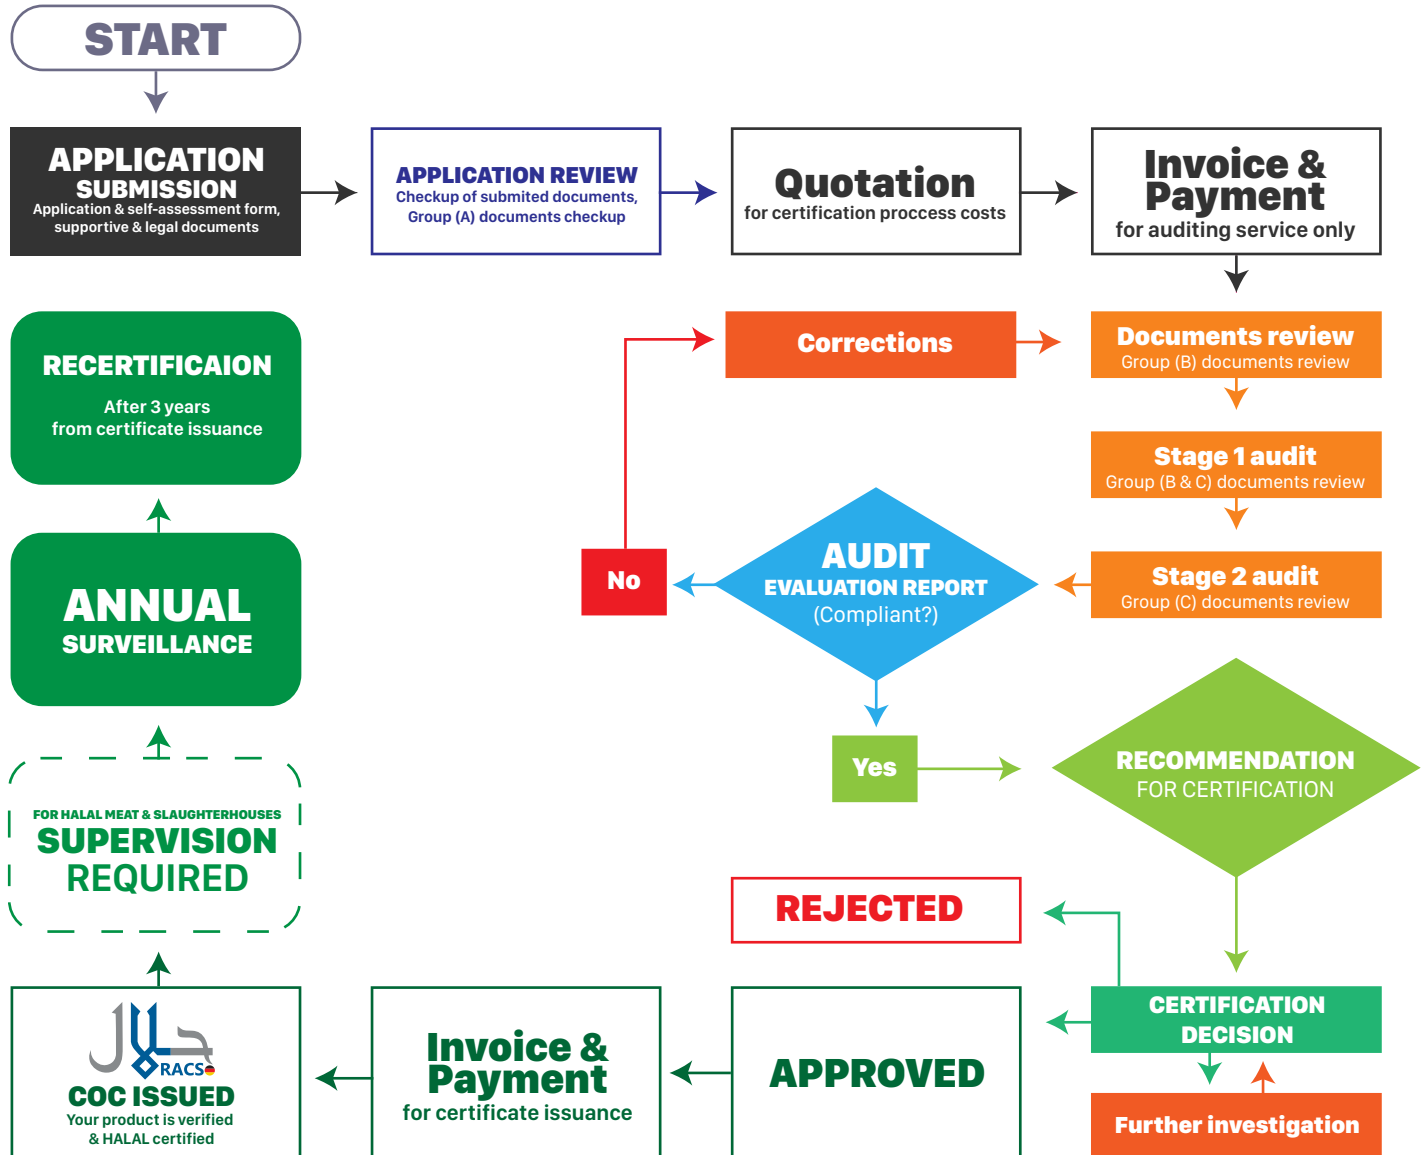 START
APPLICATION
SUBMISSION
Application & self-assessment form,
supportive & legal documents
APPLICATION REVIEW
Checkup of submited documents,
Group (A) documents checkup
Quotation
for certification proccess costs
Invoice &
Payment
for auditing service only
RECERTIFICAION
After 3 years
from certificate issuance
Corrections
Documents review
Group (B) documents review
Stage 1 audit
Group (B & C) documents review
Stage 2 audit
Group (C) documents review
AUDIT
EVALUATION REPORT
(Compliant?)
No
ANNUAL
SURVEILLANCE
Yes
RECOMMENDATION
FOR CERTIFICATION
FOR HALAL MEAT & SLAUGHTERHOUSES
SUPERVISION
REQUIRED
REJECTED
CERTIFICATION
DECISION
Further investigation
APPROVED
Invoice &
Payment
for certificate issuance
حلال
RACS
COC ISSUED
Your product is verified
& HALAL certified